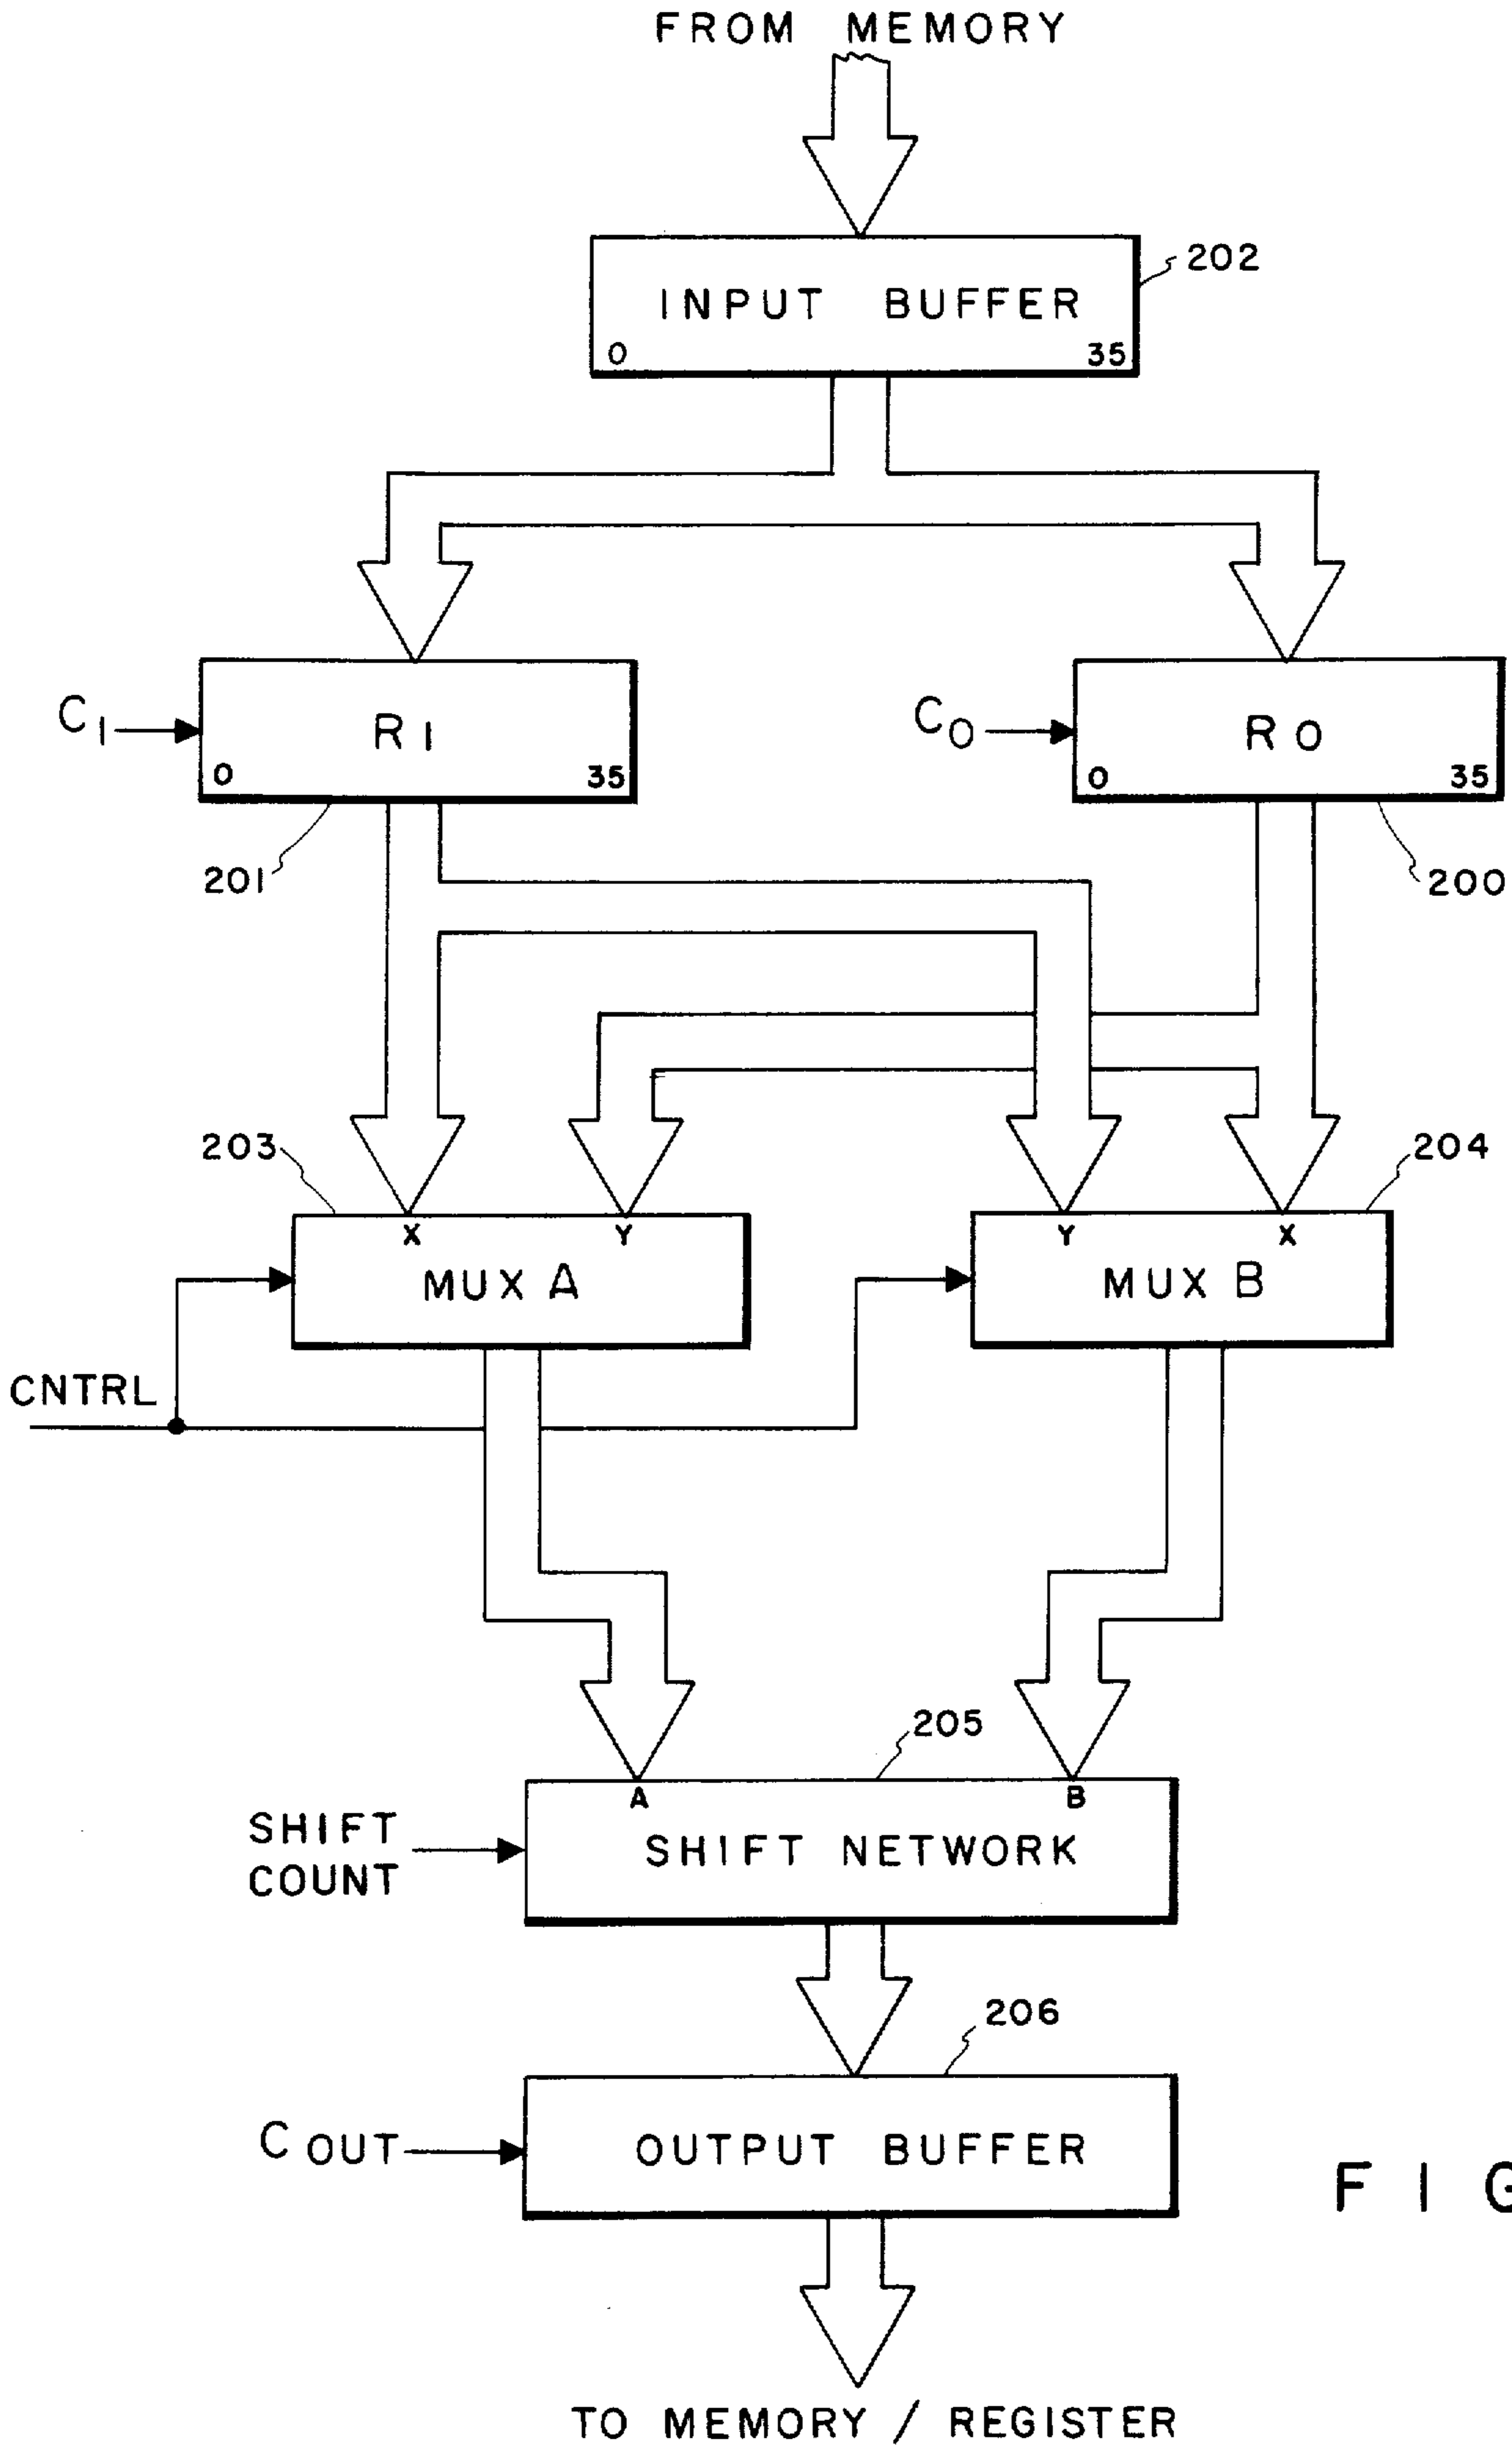 FROM MEMORY
202
INPUT BUFFER
0 35
C1
R1
0 35
C0
R0
0 35
201
200
203
204
X Y
MUX A
Y X
MUX B
CNTRL
205
A B
SHIFT COUNT
SHIFT NETWORK
206
C OUT
OUTPUT BUFFER
FIG
TO MEMORY / REGISTER